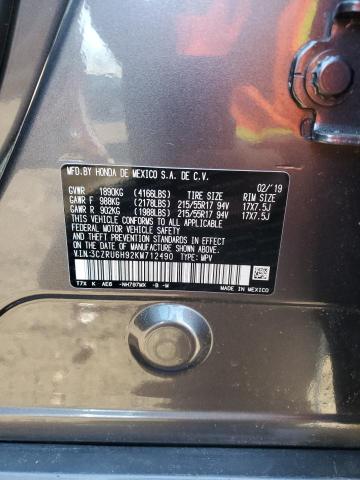 MFD. BY HONDA DE MEXICO S.A. DE C.V.
02/'19
GVWR 1890KG (4166LBS) TIRE SIZE RIM SIZE
GAWR F 988KG (2178LBS) 215/55R17 94V 17X7.5J
GAWR R 902KG (1988LBS) 215/55R17 94V 17X7.5J
THIS VEHICLE CONFORMS TO ALL APPLICABLE
FEDERAL MOTOR VEHICLE SAFETY AND THEFT
PREVENTION STANDARDS IN EFFECT ON THE DATE OF
MANUFACTURE SHOWN ABOVE.
V.I.N:3CZRU6H92KM712490 TYPE: MPV
T7X K AE6 -NH797MX -B -W
MADE IN MEXICO